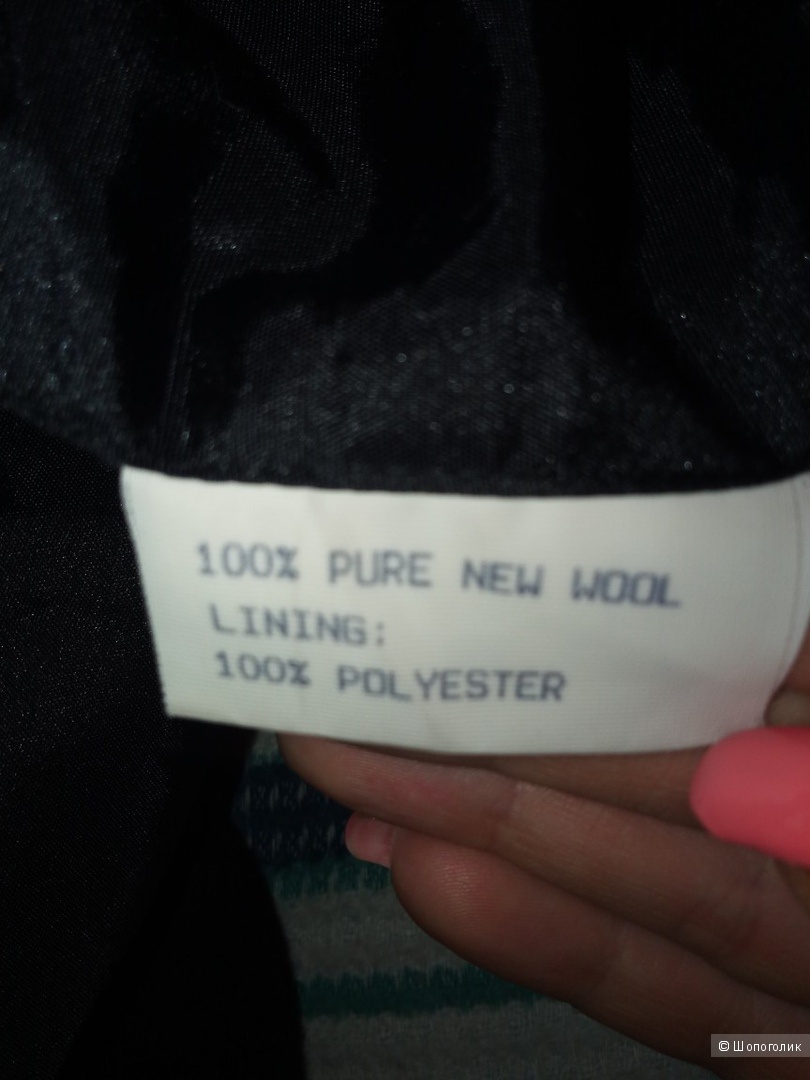 100% PURE NEW WOOL
LINING:
100% POLYESTER
© Шопоголик